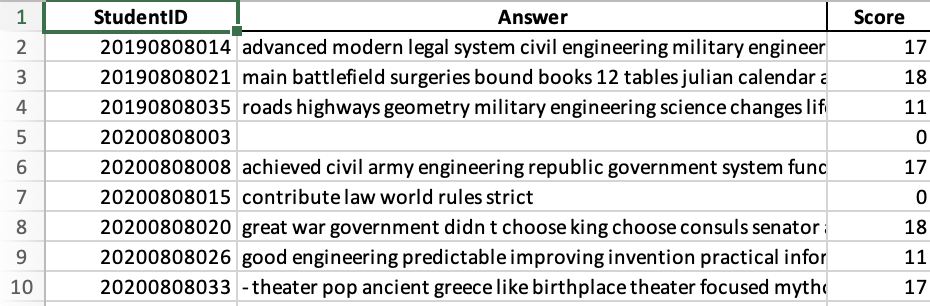 1 StudentID Answer Score
2 20190808014 advanced modern legal system civil engineering military engineer 17
3 20190808021 main battlefield surgeries bound books 12 tables julian calendar a 18
4 20190808035 roads highways geometry military engineering science changes life 11
5 20200808003 0
6 20200808008 achieved civil army engineering republic government system fund 17
7 20200808015 contribute law world rules strict 0
8 20200808020 great war government didn t choose king choose consuls senator 18
9 20200808026 good engineering predictable improving invention practical infor 11
10 20200808033 - theater pop ancient greece like birthplace theater focused mytho 17